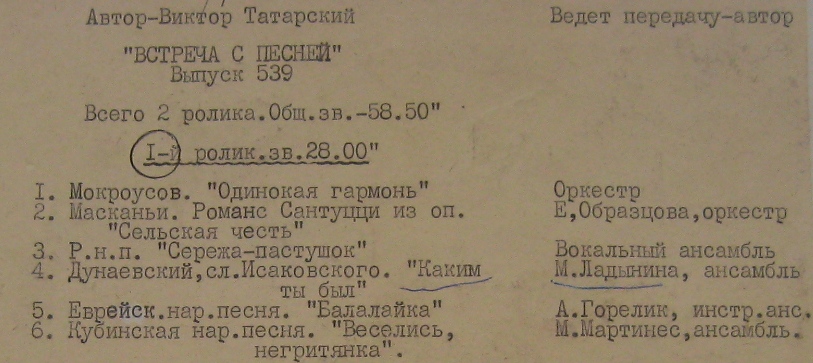 Автор-Виктор Татарский Ведет передачу-автор
"ВСТРЕЧА С ПЕСНЕЙ"
Выпуск 539
Всего 2 ролика.Общ.зв.-58.50"
I-й ролик.зв.28.00"
I. Мокроусов. "Одинокая гармонь" Оркестр
2. Масканьи. Романс Сантуцци из оп. Е,Образцова,оркестр
"Сельская честь"
3. Р.н.п. "Сережа-пастушок" Вокальный ансамбль
4. Дунаевский,сл.Исаковского. "Каким М.Ладынина, ансамбль
ты был"
5. Еврейск.нар.песня. "Балалайка" А.Горелик, инстр.анс.
6. Кубинская нар.песня. "Веселись, М.Мартинес,ансамбль.
негритянка".